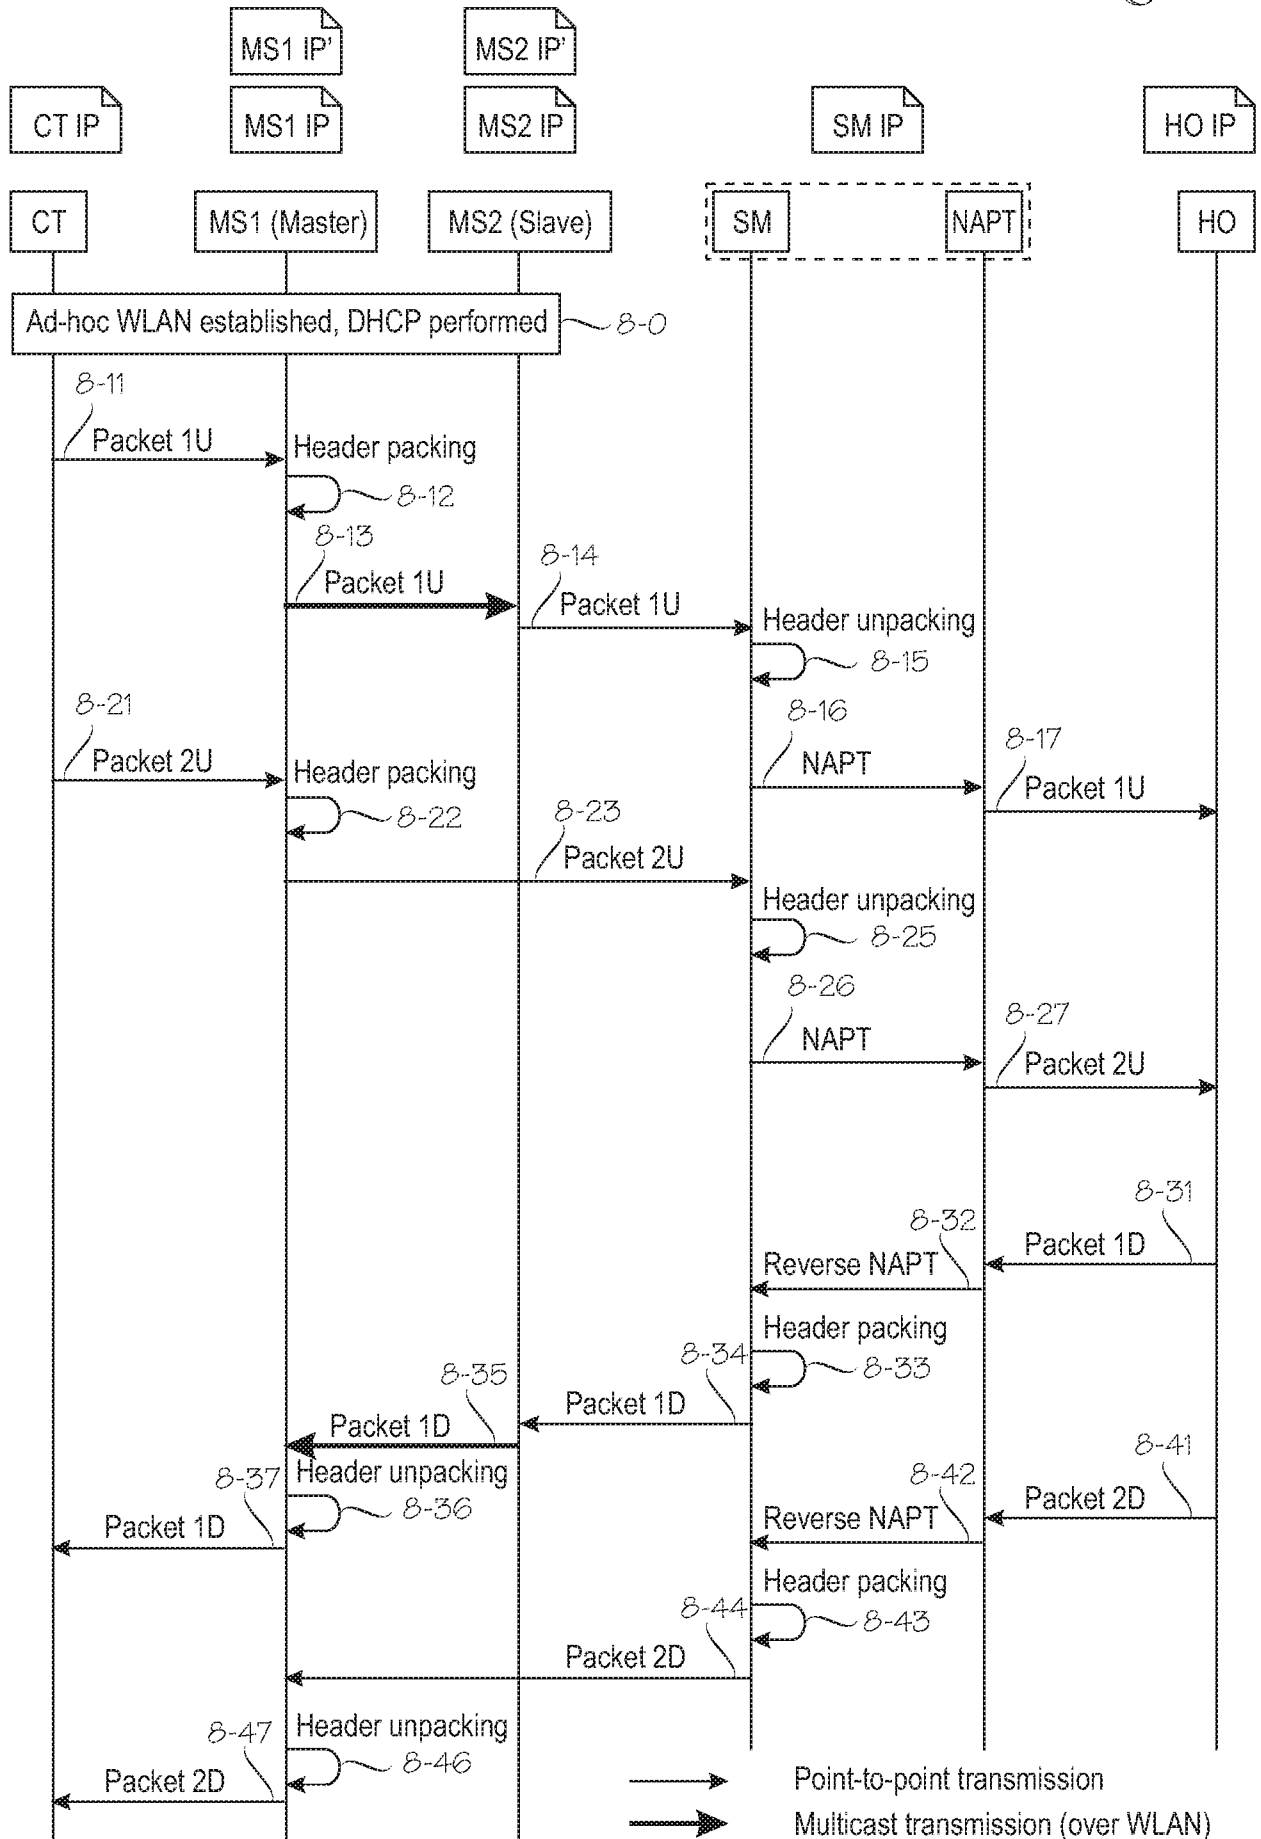 MS1 IP' MS2 IP'
CT IP MS1 IP MS2 IP SM IP HO IP
CT MS1 (Master) MS2 (Slave) SM NAPT HO
Ad-hoc WLAN established, DHCP performed 8-0
8-11
Packet 1U Header packing
8-12
8-13
Packet 1U
8-14
Packet 1U
Header unpacking
8-15
8-21
Packet 2U
Header packing
8-22
8-16
NAPT
8-17
Packet 1U
8-23
Packet 2U
Header unpacking
8-25
8-26
NAPT
8-27
Packet 2U
8-31
Packet 1D
8-32
Reverse NAPT
Header packing
8-33
8-34
Packet 1D
8-35
Packet 1D
Header unpacking
8-36
8-37
Packet 1D
8-41
Packet 2D
8-42
Reverse NAPT
Header packing
8-43
8-44
Packet 2D
Header unpacking
8-46
8-47
Packet 2D
Point-to-point transmission
Multicast transmission (over WLAN)